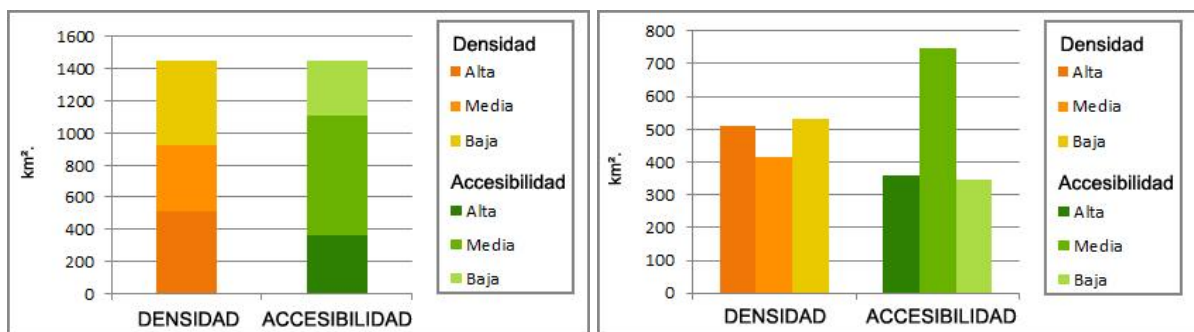 1600
1400
1200
1000
800
600
400
200
0
km².
DENSIDAD ACCESIBILIDAD
Densidad
Alta
Media
Baja
Accesibilidad
Alta
Media
Baja
800
700
600
500
400
300
200
100
0
km².
DENSIDAD ACCESIBILIDAD
Densidad
Alta
Media
Baja
Accesibilidad
Alta
Media
Baja